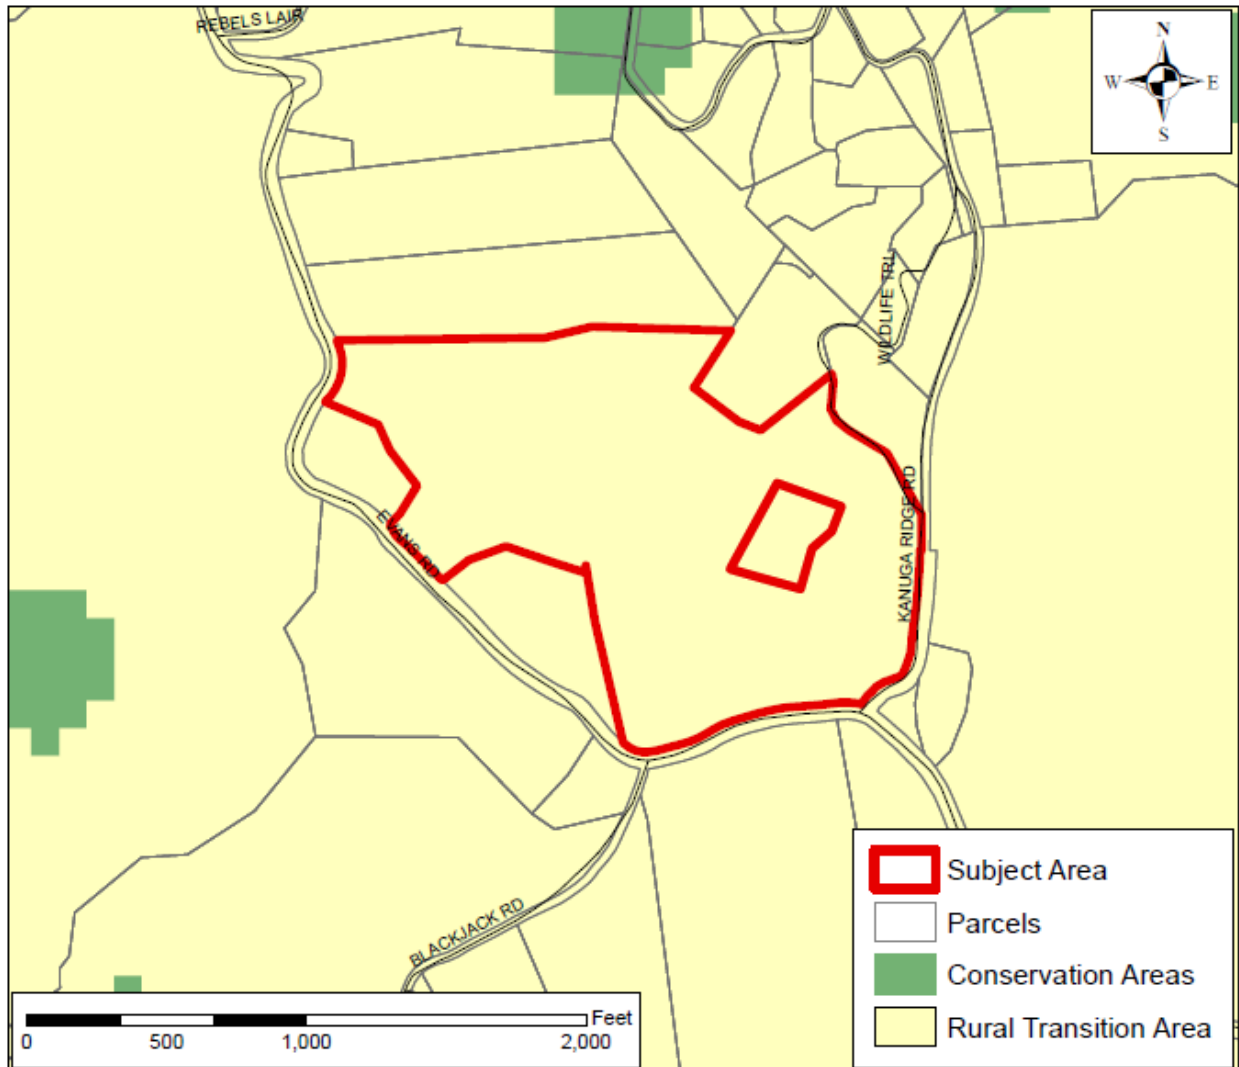 REBELS LAIR
N
W E
S
WILDLIFE TRL
KANUGA RIDGE RD
EVANS RD
BLACKJACK RD
Subject Area
Parcels
Conservation Areas
Rural Transition Area
Feet
0 500 1,000 2,000